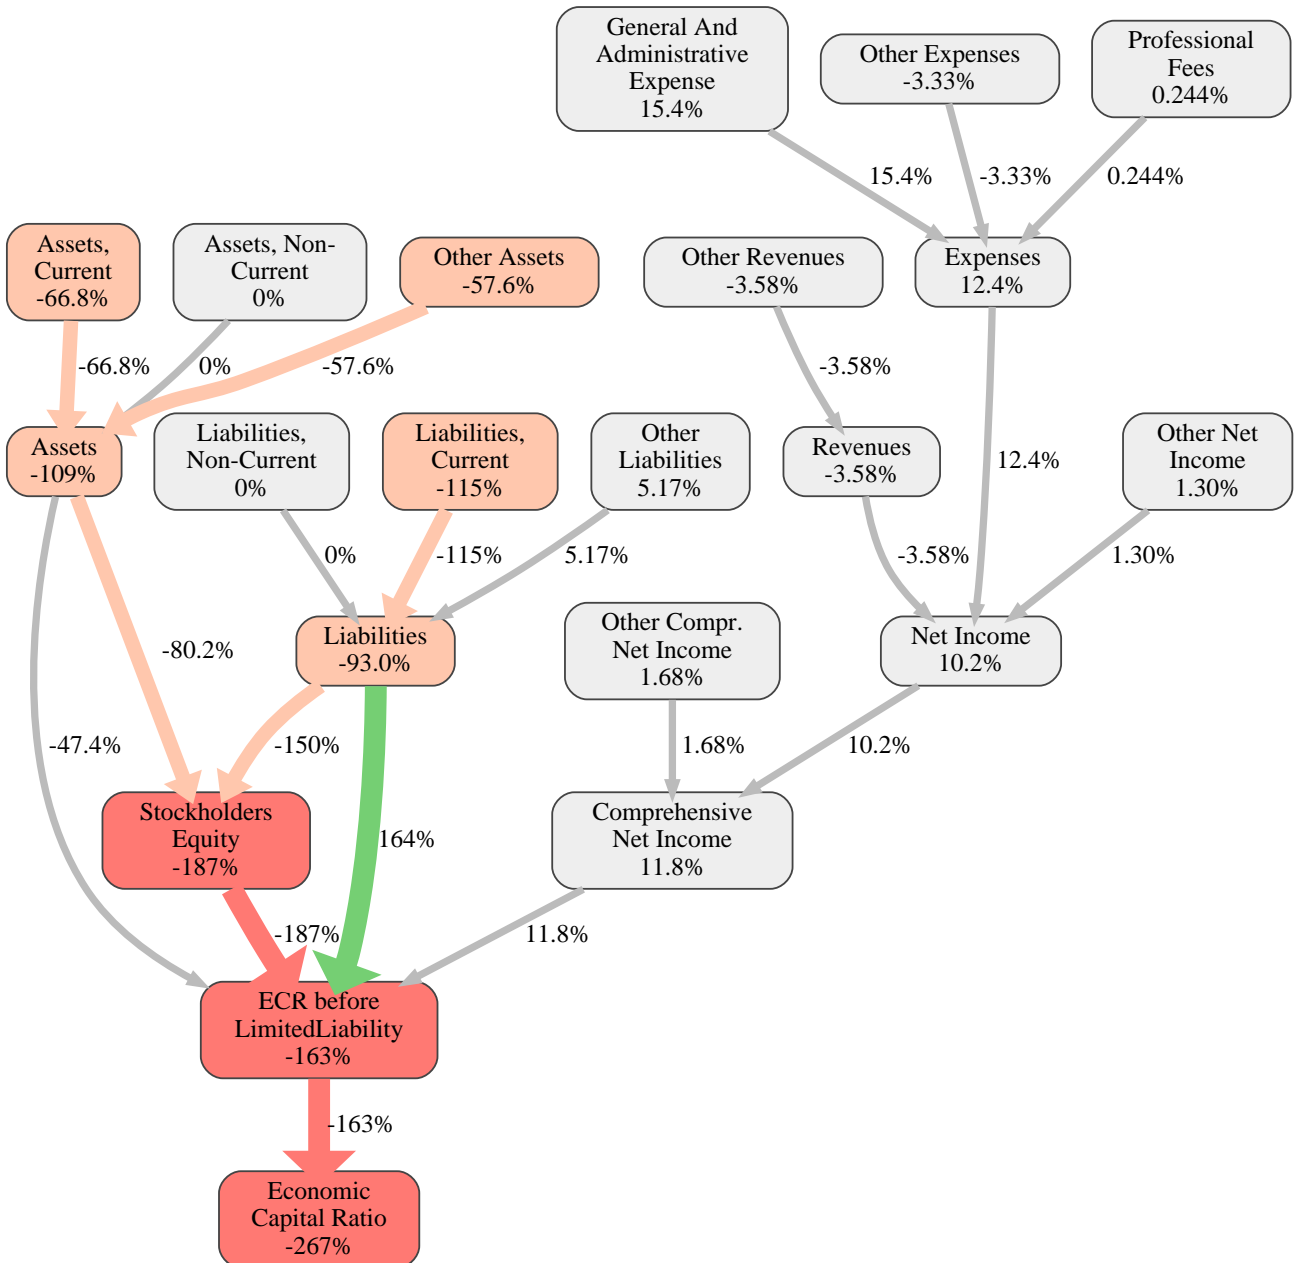 General And
Administrative
Expense
15.4%
Other Expenses
-3.33%
Professional
Fees
0.244%
15.4%
-3.33%
0.244%
Assets,
Current
-66.8%
Assets, Non-
Current
0%
Other Assets
-57.6%
Other Revenues
-3.58%
Expenses
12.4%
-66.8%
0%
-57.6%
-3.58%
Assets
-109%
Liabilities,
Non-Current
0%
Liabilities,
Current
-115%
Other
Liabilities
5.17%
Revenues
-3.58%
12.4%
Other Net
Income
1.30%
0%
-115%
5.17%
-3.58%
1.30%
-80.2%
Liabilities
-93.0%
Other Compr.
Net Income
1.68%
Net Income
10.2%
-47.4%
-150%
1.68%
10.2%
Stockholders
Equity
-187%
164%
Comprehensive
Net Income
11.8%
-187%
11.8%
ECR before
LimitedLiability
-163%
-163%
Economic
Capital Ratio
-267%